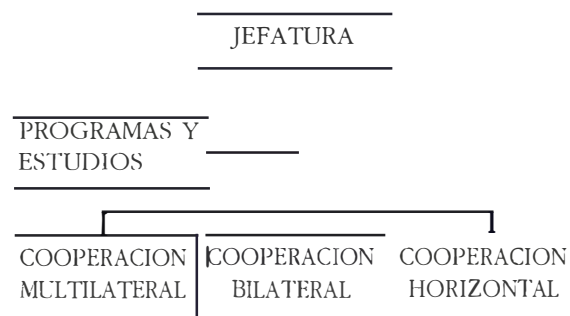 JEFATURA
PROGRAMAS Y
ESTUDIOS
COOPERACION
MULTILATERAL
COOPERACION
BILATERAL
COOPERACION
HORIZONTAL